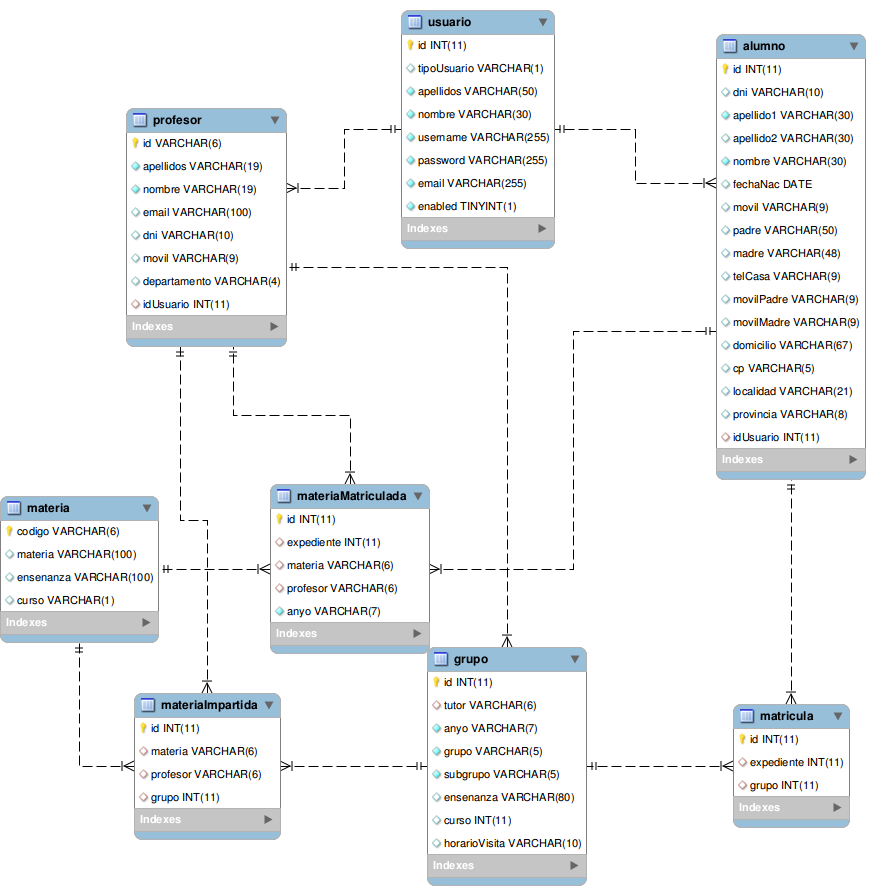 usuario
id INT(11)
tipoUsuario VARCHAR(1)
apellidos VARCHAR(50)
nombre VARCHAR(30)
username VARCHAR(255)
password VARCHAR(255)
email VARCHAR(255)
enabled TINYINT(1)
Indexes
alumno
id INT(11)
dni VARCHAR(10)
apellido1 VARCHAR(30)
apellido2 VARCHAR(30)
nombre VARCHAR(30)
fechaNac DATE
movil VARCHAR(9)
padre VARCHAR(50)
madre VARCHAR(48)
telCasa VARCHAR(9)
movilPadre VARCHAR(9)
movilMadre VARCHAR(9)
domicilio VARCHAR(67)
cp VARCHAR(5)
localidad VARCHAR(21)
provincia VARCHAR(8)
idUsuario INT(11)
Indexes
profesor
id VARCHAR(6)
apellidos VARCHAR(19)
nombre VARCHAR(19)
email VARCHAR(100)
dni VARCHAR(10)
movil VARCHAR(9)
departamento VARCHAR(4)
idUsuario INT(11)
Indexes
materia
codigo VARCHAR(6)
materia VARCHAR(100)
ensenanza VARCHAR(100)
curso VARCHAR(1)
Indexes
materiaMatriculada
id INT(11)
expediente INT(11)
materia VARCHAR(6)
profesor VARCHAR(6)
anyo VARCHAR(7)
Indexes
materiaImpartida
id INT(11)
materia VARCHAR(6)
profesor VARCHAR(6)
grupo INT(11)
Indexes
grupo
id INT(11)
tutor VARCHAR(6)
anyo VARCHAR(7)
grupo VARCHAR(5)
subgrupo VARCHAR(5)
ensenanza VARCHAR(80)
curso INT(11)
horarioVisita VARCHAR(10)
Indexes
matricula
id INT(11)
expediente INT(11)
grupo INT(11)
Indexes